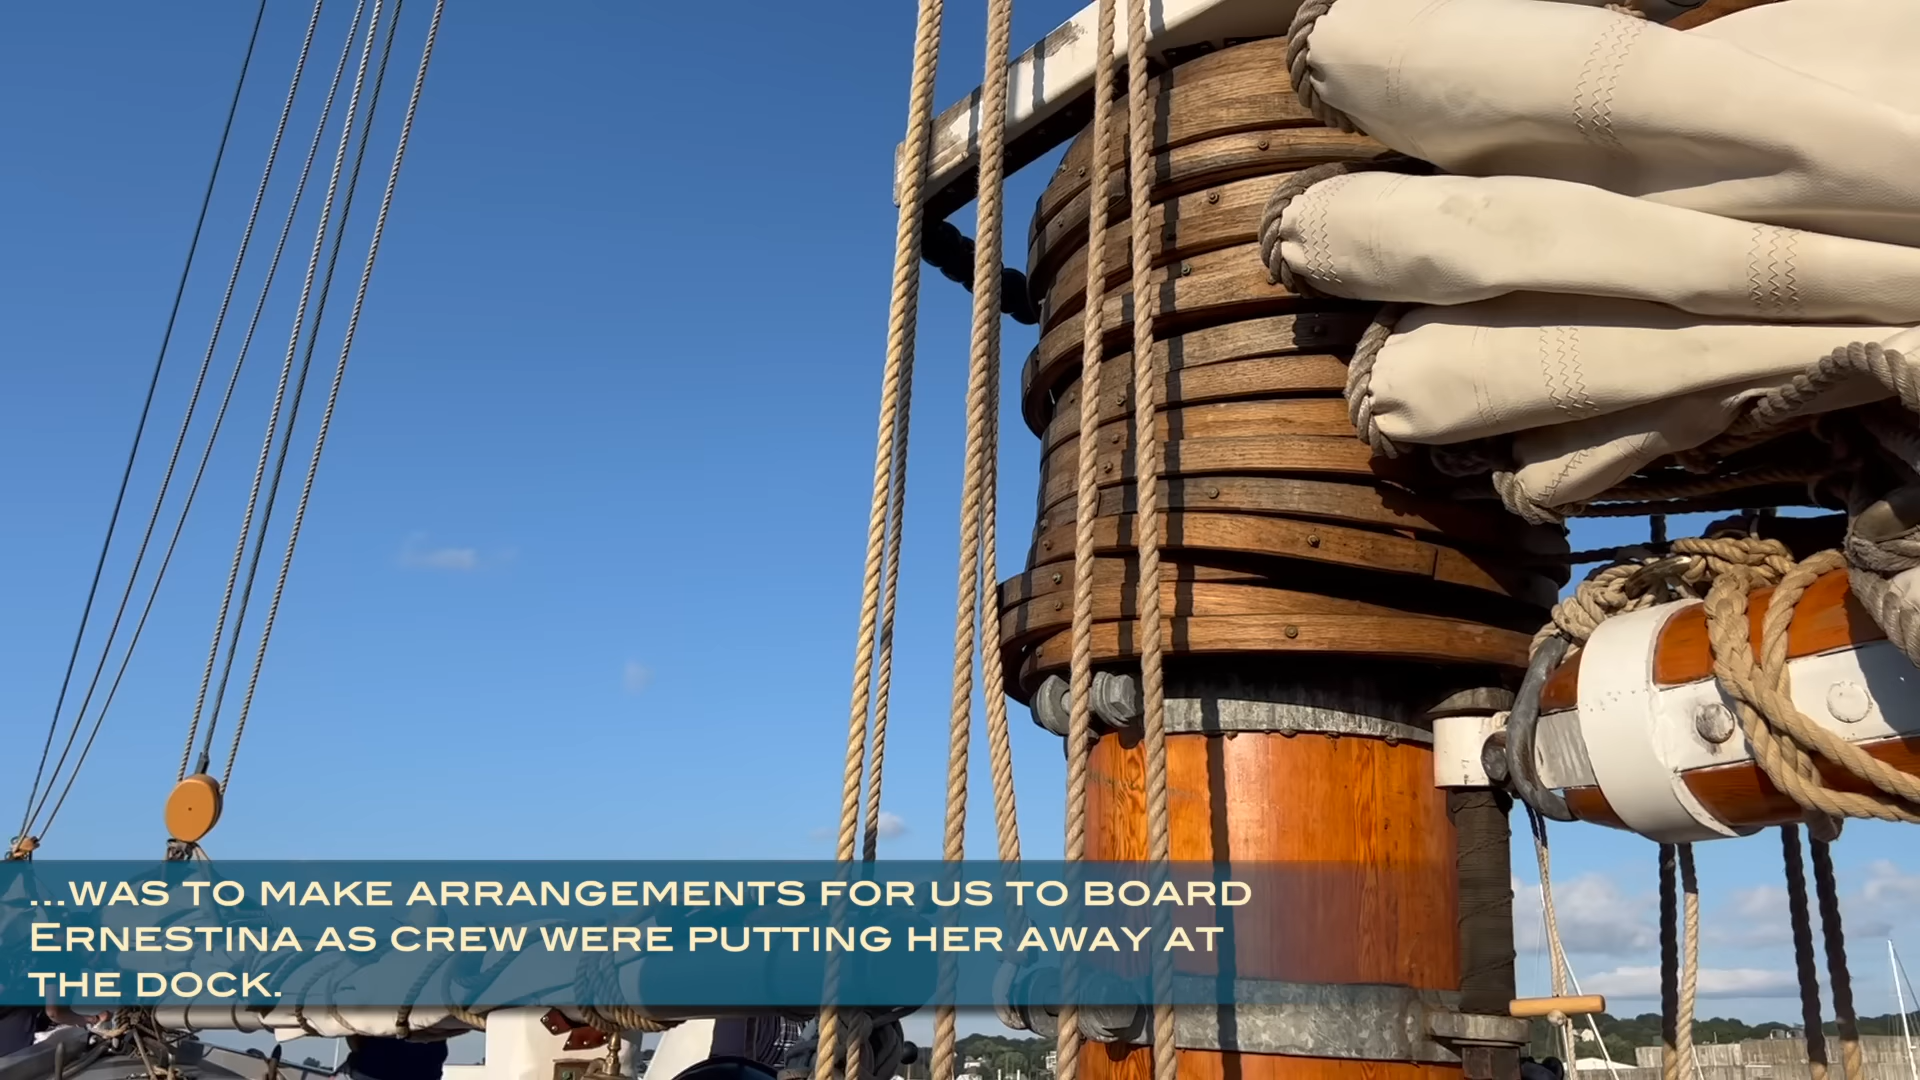 ...WAS TO MAKE ARRANGEMENTS FOR US TO BOARD
ERNESTINA AS CREW WERE PUTTING HER AWAY AT
THE DOCK.